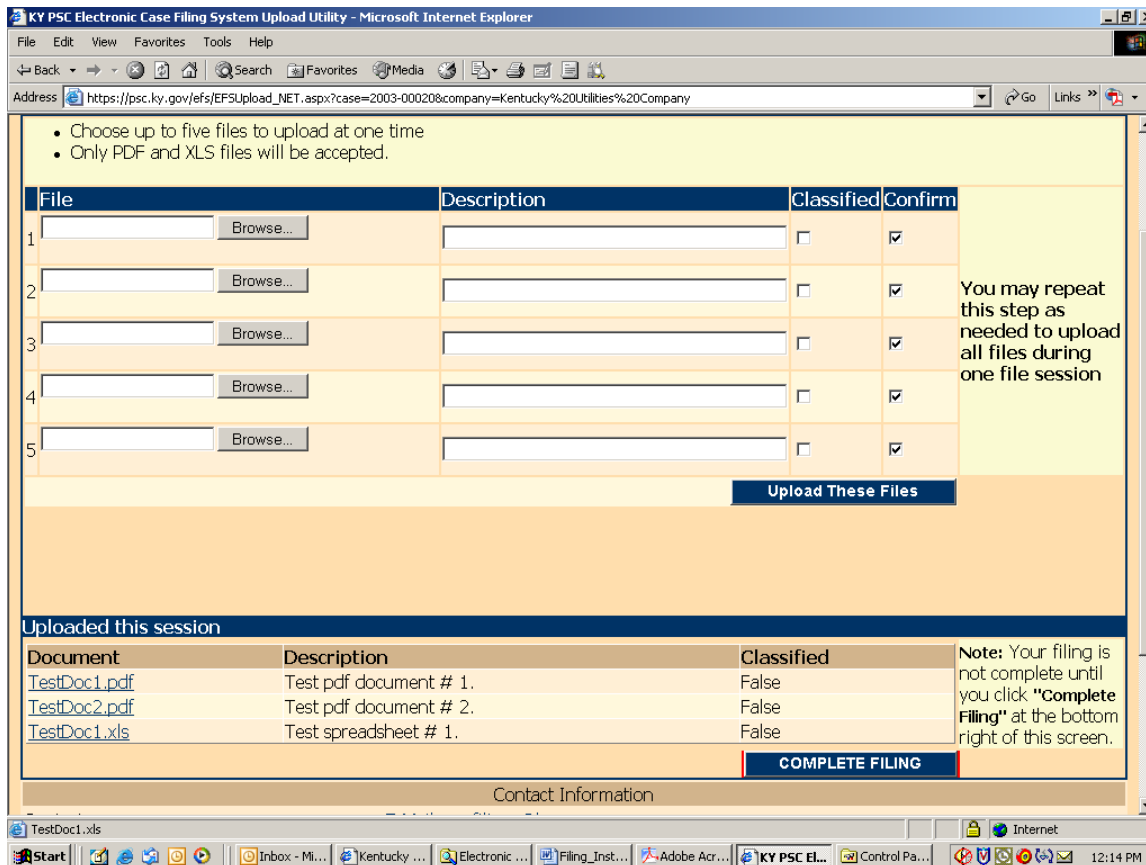 KY PSC Electronic Case Filing System Upload Utility - Microsoft Internet Explorer
File Edit View Favorites Tools Help
Back Search Favorites Media
Address https://psc.ky.gov/efs/EFSUpload_NET.aspx?case=2003-00020&company=Kentucky%20Utilities%20Company Go Links »
• Choose up to five files to upload at one time
• Only PDF and XLS files will be accepted.
File Description Classified Confirm
1 Browse...
2 Browse...
3 Browse...
4 Browse...
5 Browse...
You may repeat
this step as
needed to upload
all files during
one file session
Upload These Files
Uploaded this session
Document Description Classified
TestDoc1.pdf Test pdf document # 1. False
TestDoc2.pdf Test pdf document # 2. False
TestDoc1.xls Test spreadsheet # 1. False
Note: Your filing is
not complete until
you click "Complete
Filing" at the bottom
right of this screen.
COMPLETE FILING
Contact Information
TestDoc1.xls Internet
Start Inbox - Mi... Kentucky ... Electronic ... Filing_Inst... Adobe Acr... KY PSC El... Control Pa... 12:14 PM